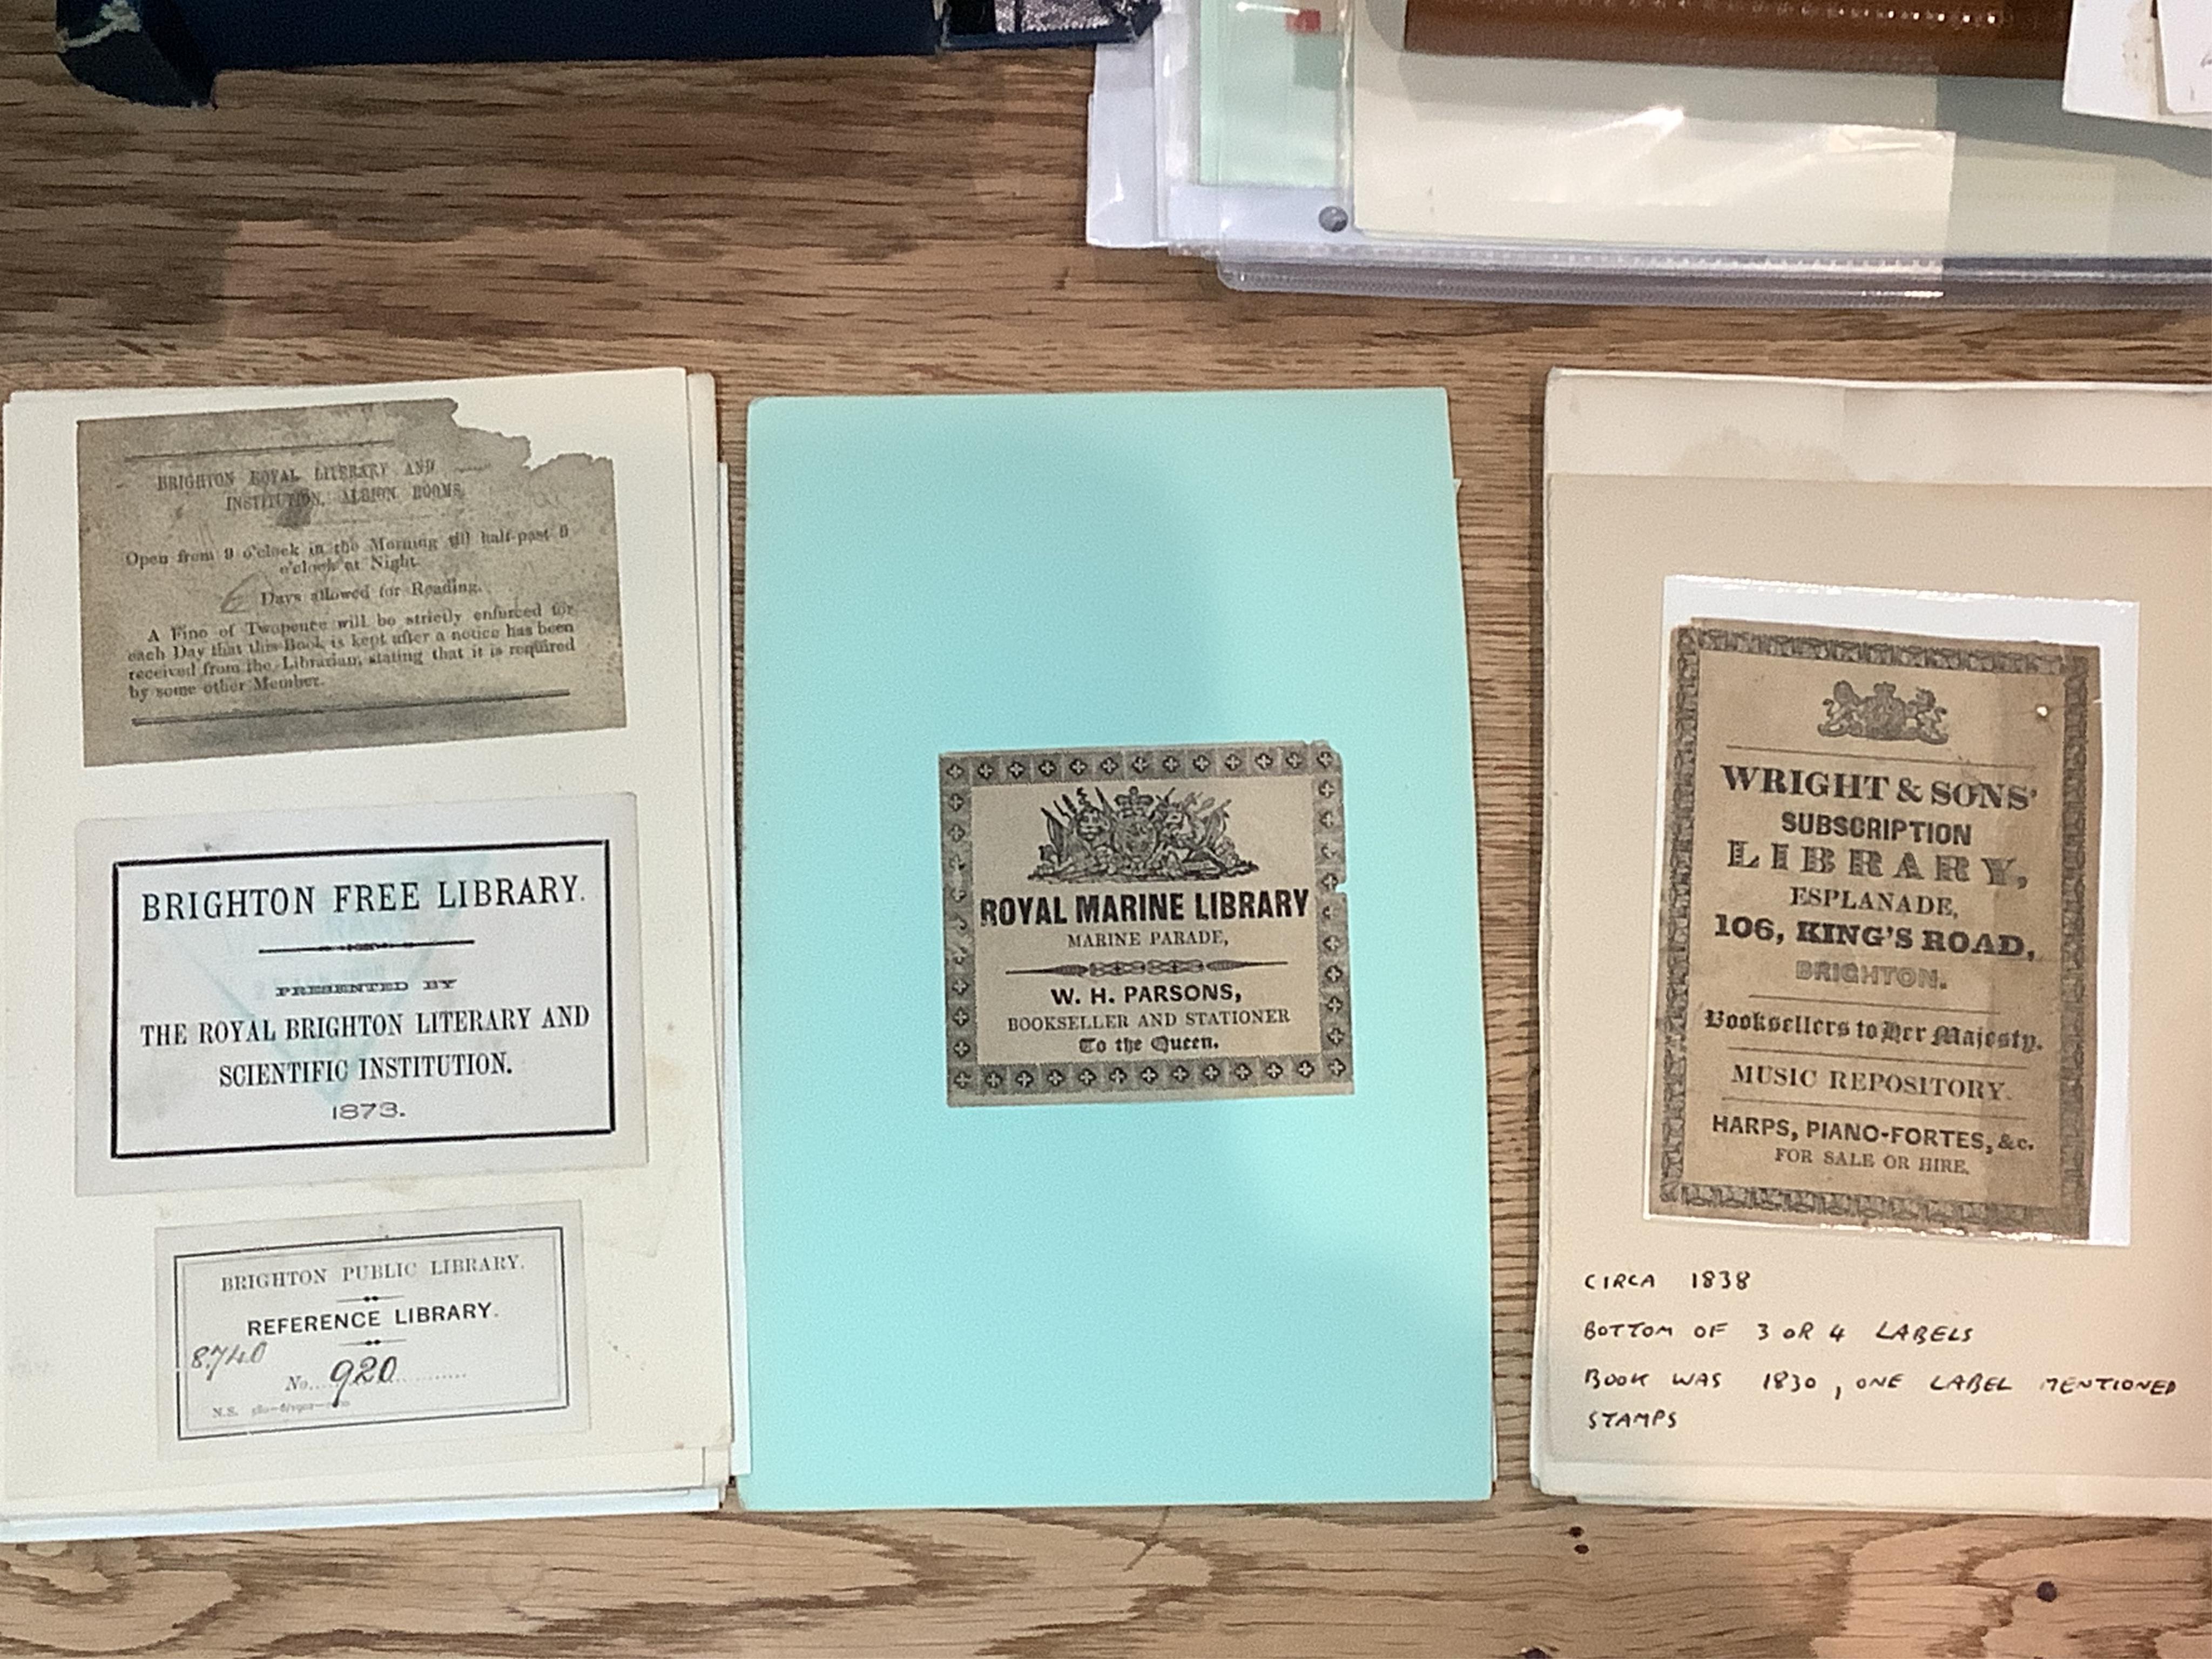 BRIGHTON ROYAL LITERARY AND
INSTITUTION, ALBION ROOMS.
Open from 9 o'clock in the Morning till half-past 9
o'clock at Night.
6 Days allowed for Reading.
A Fine of Twopence will be strictly enforced for
each Day that this Book is kept after a notice has been
received from the Librarian, stating that it is required
by some other Member.
BRIGHTON FREE LIBRARY.
PRESENTED BY
THE ROYAL BRIGHTON LITERARY AND
SCIENTIFIC INSTITUTION.
1873.
BRIGHTON PUBLIC LIBRARY.
REFERENCE LIBRARY.
8740
No. 920
N.S.
ROYAL MARINE LIBRARY
MARINE PARADE,
W. H. PARSONS,
BOOKSELLER AND STATIONER
To the Queen.
WRIGHT & SONS'
SUBSCRIPTION
LIBRARY,
ESPLANADE,
106, KING'S ROAD,
BRIGHTON.
Booksellers to Her Majesty.
MUSIC REPOSITORY.
HARPS, PIANO-FORTES, &c.
FOR SALE OR HIRE.
CIRCA 1838
BOTTOM OF 3 OR 4 LABELS
BOOK WAS 1830, ONE LABEL MENTIONED
STAMPS